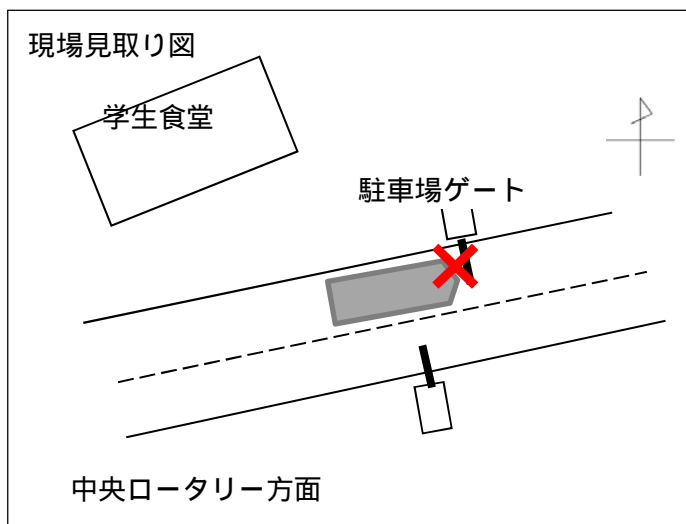 現場見取り図
学生食堂
駐車場ゲート
中央ロータリー方面